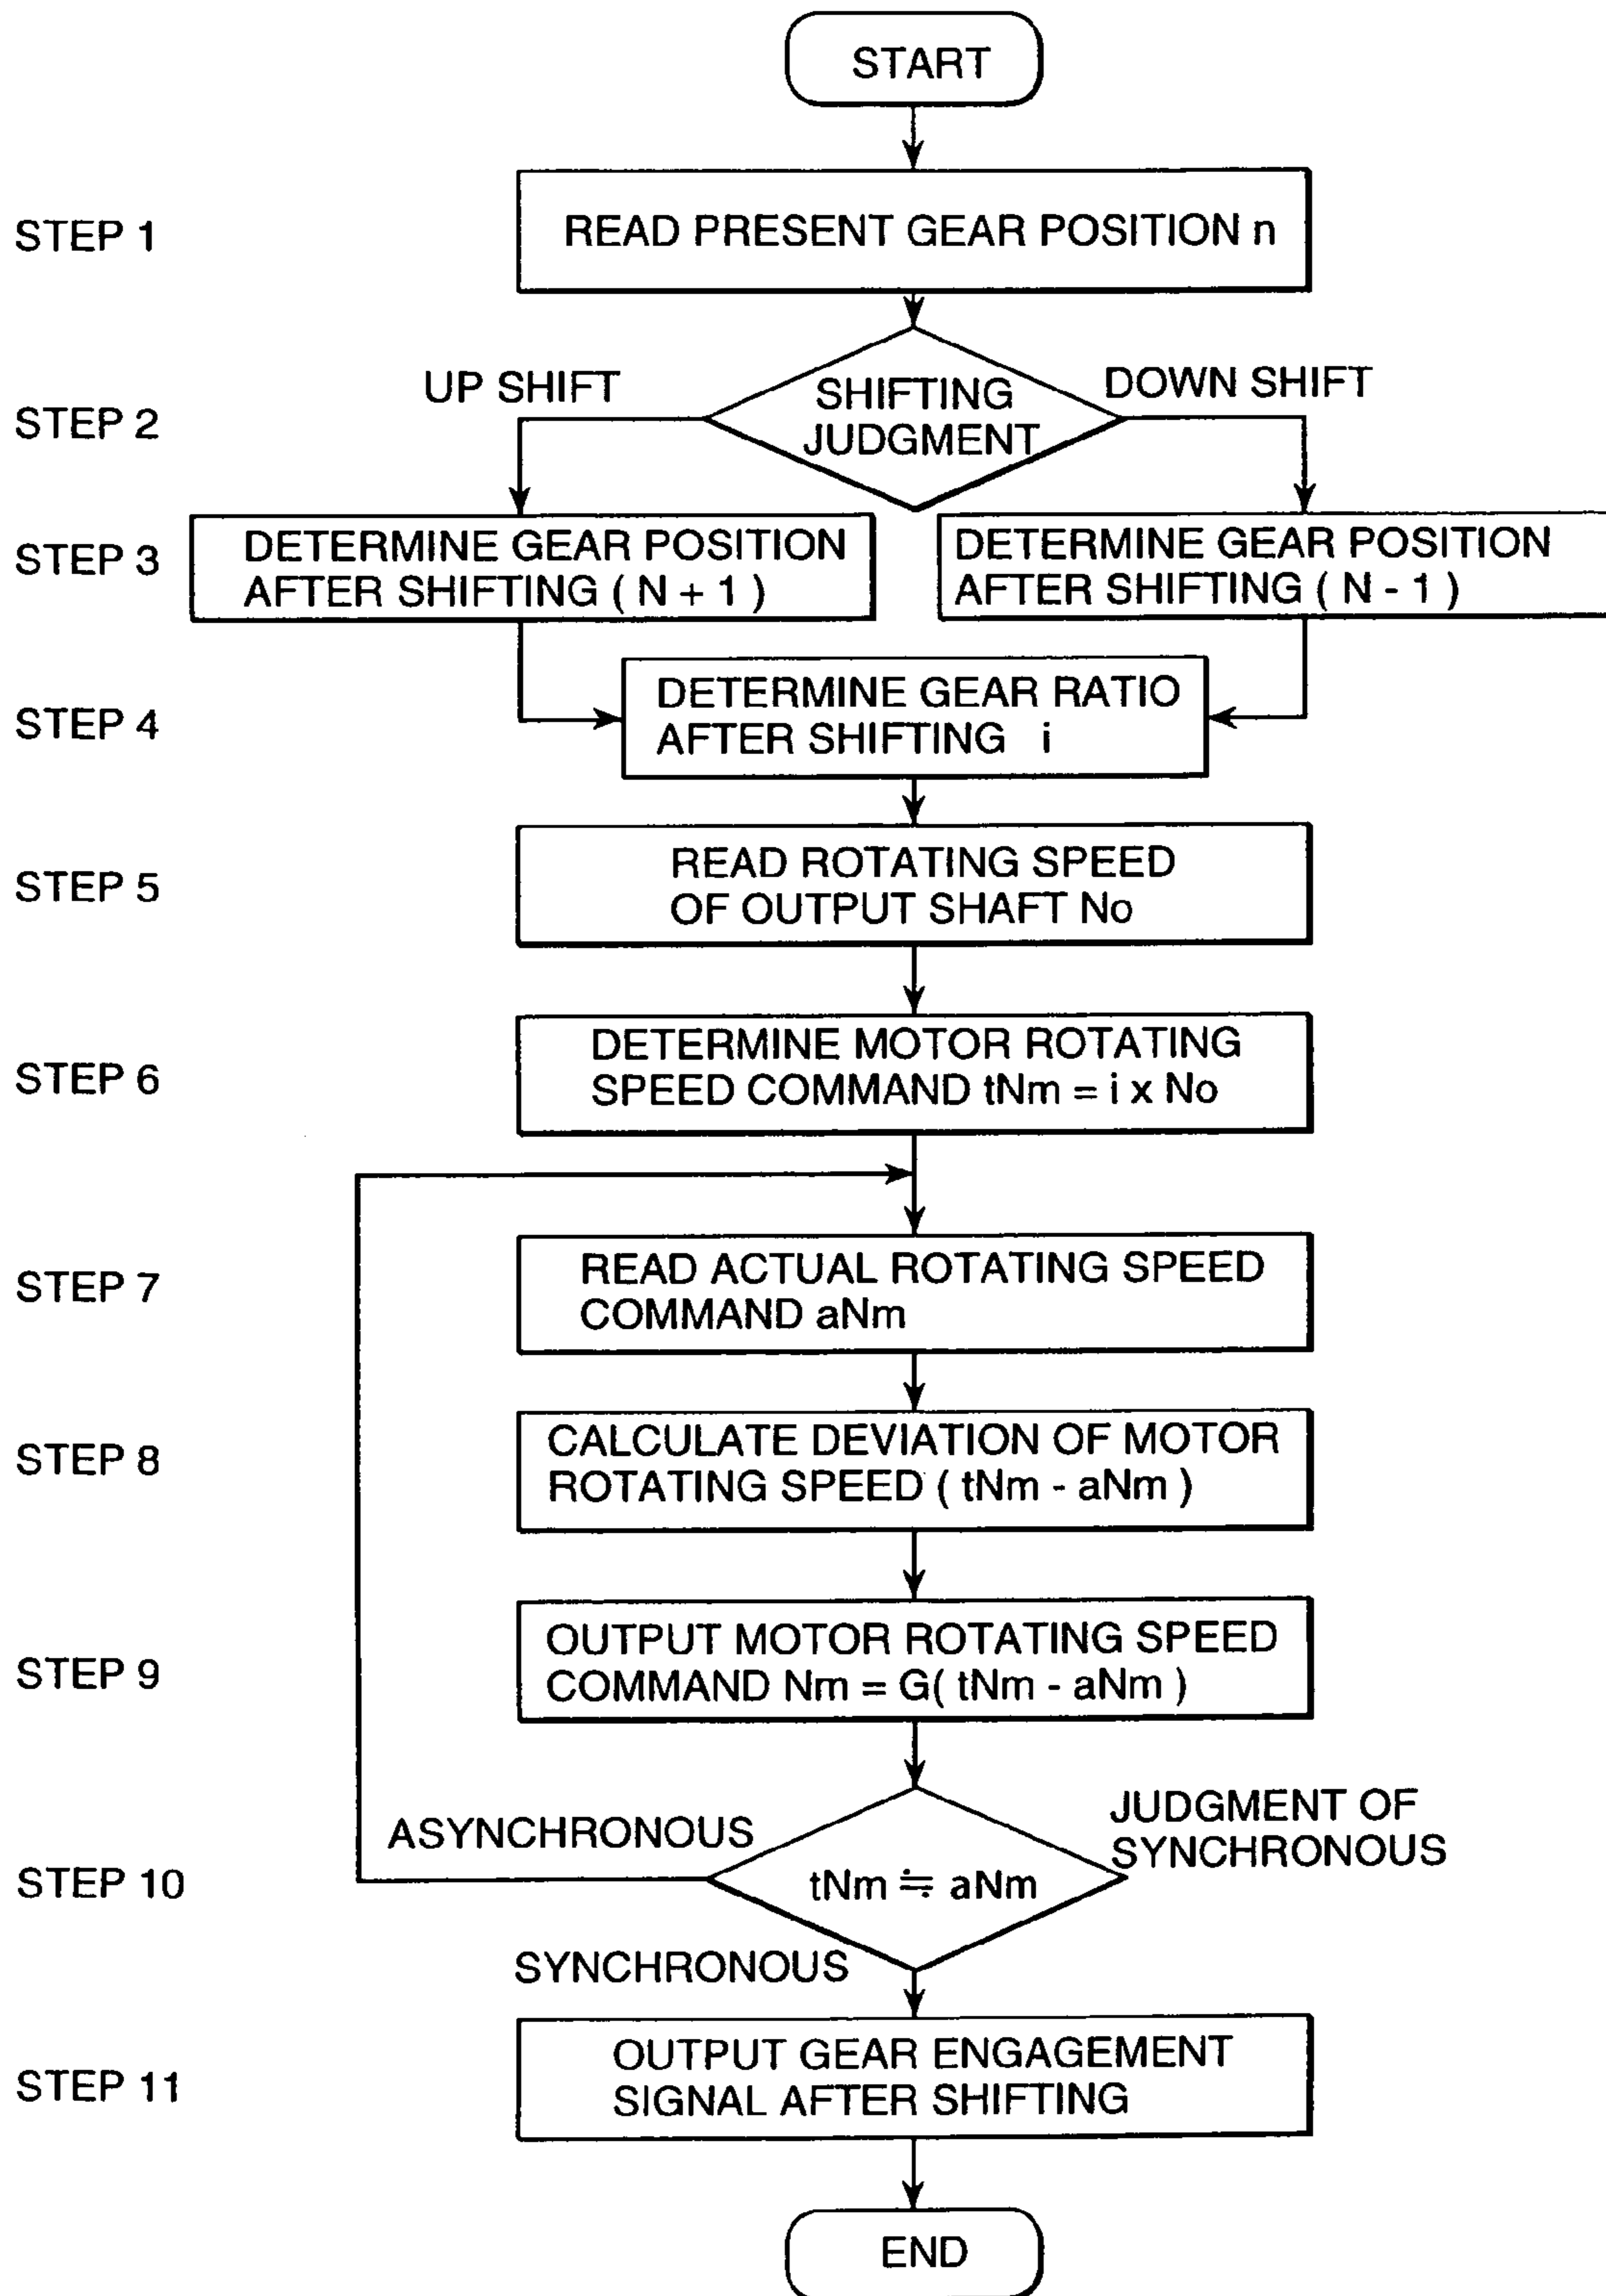 START
STEP 1
READ PRESENT GEAR POSITION n
STEP 2
UP SHIFT
SHIFTING
JUDGMENT
DOWN SHIFT
STEP 3
DETERMINE GEAR POSITION
AFTER SHIFTING ( N + 1 )
DETERMINE GEAR POSITION
AFTER SHIFTING ( N - 1 )
STEP 4
DETERMINE GEAR RATIO
AFTER SHIFTING i
STEP 5
READ ROTATING SPEED
OF OUTPUT SHAFT No
STEP 6
DETERMINE MOTOR ROTATING
SPEED COMMAND tNm = i x No
STEP 7
READ ACTUAL ROTATING SPEED
COMMAND aNm
STEP 8
CALCULATE DEVIATION OF MOTOR
ROTATING SPEED ( tNm - aNm )
STEP 9
OUTPUT MOTOR ROTATING SPEED
COMMAND Nm = G( tNm - aNm )
STEP 10
ASYNCHRONOUS
tNm ≒ aNm
JUDGMENT OF
SYNCHRONOUS
SYNCHRONOUS
STEP 11
OUTPUT GEAR ENGAGEMENT
SIGNAL AFTER SHIFTING
END